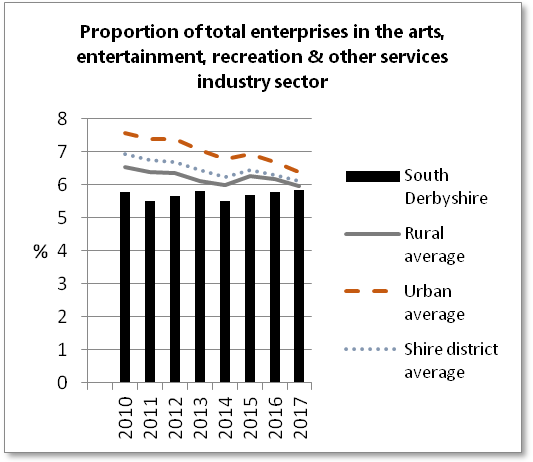 Proportion of total enterprises in the arts,
entertainment, recreation & other services
industry sector
8
7
6
5
% 4
3
2
1
0
2010 2011 2012 2013 2014 2015 2016 2017
South
Derbyshire
Rural
average
Urban
average
Shire district
average